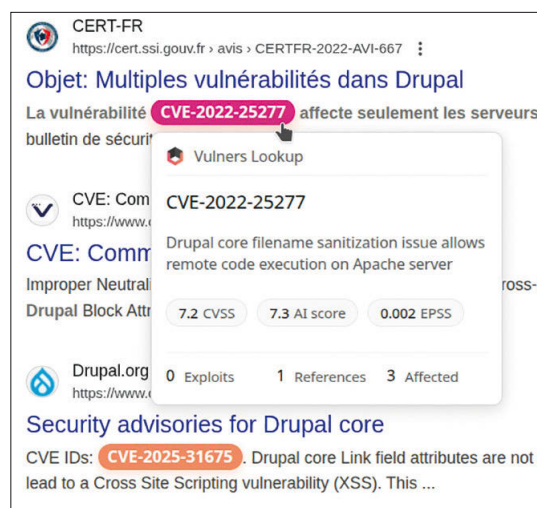 CERT-FR
https://cert.ssi.gouv.fr › avis › CERTFR-2022-AVI-667
Objet: Multiples vulnérabilités dans Drupal
La vulnérabilité CVE-2022-25277 affecte seulement les serveurs
bulletin de sécurit
Vulners Lookup
CVE-2022-25277
Drupal core filename sanitization issue allows
remote code execution on Apache server
7.2 CVSS 7.3 AI score 0.002 EPSS
0 Exploits 1 References 3 Affected
CVE: Com
https://www.
CVE: Comm
Improper Neutrali ross-
Drupal Block Attr
Drupal.org
https://www.
Security advisories for Drupal core
CVE IDs: CVE-2025-31675 . Drupal core Link field attributes are not
lead to a Cross Site Scripting vulnerability (XSS). This ...